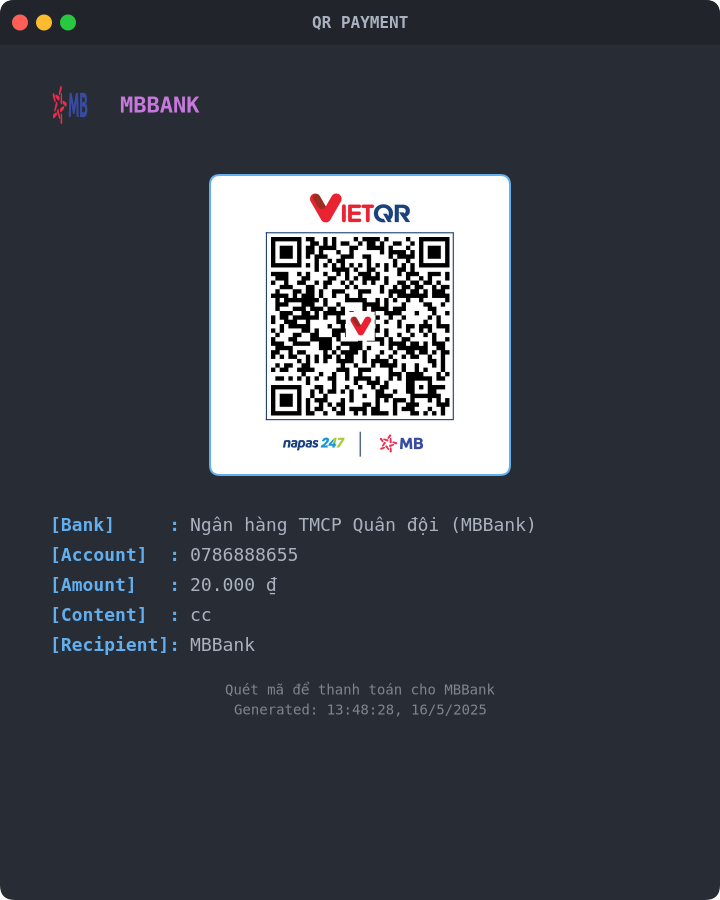 QR PAYMENT
MB MBBANK
VIETQR
napas 247 MB
[Bank] : Ngân hàng TMCP Quân đội (MBBank)
[Account] : 0786888655
[Amount] : 20.000 ₫
[Content] : cc
[Recipient]: MBBank
Quét mã để thanh toán cho MBBank
Generated: 13:48:28, 16/5/2025